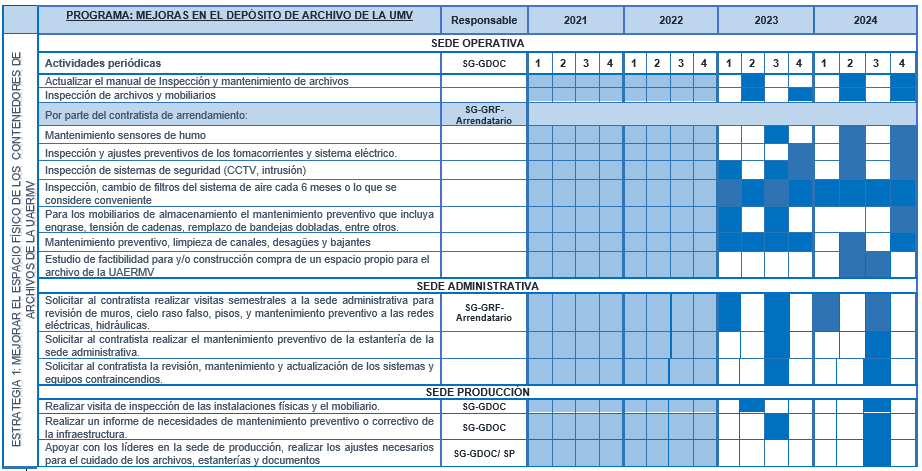 PROGRAMA: MEJORAS EN EL DEPÓSITO DE ARCHIVO DE LA UMV
Responsable
2021
2022
2023
2024
ESTRATEGIA 1: MEJORAR EL ESPACIO FÍSICO DE LOS CONTENEDORES DE
ARCHIVOS DE LA UAERMV
SEDE OPERATIVA
Actividades periódicas
SG-GDOC
1 2 3 4 1 2 3 4 1 2 3 4 1 2 3 4
Actualizar el manual de Inspección y mantenimiento de archivos
Inspección de archivos y mobiliarios
Por parte del contratista de arrendamiento:
SG-GRF-
Arrendatario
Mantenimiento sensores de humo
Inspección y ajustes preventivos de los tomacorrientes y sistema eléctrico.
Inspección de sistemas de seguridad (CCTV, intrusión)
Inspección, cambio de filtros del sistema de aire cada 6 meses o lo que se
considere conveniente
Para los mobiliarios de almacenamiento el mantenimiento preventivo que incluya
engrase, tensión de cadenas, remplazo de bandejas dobladas, entre otros.
Mantenimiento preventivo, limpieza de canales, desagües y bajantes
Estudio de factibilidad para y/o construcción compra de un espacio propio para el
archivo de la UAERMV
SEDE ADMINISTRATIVA
Solicitar al contratista realizar visitas semestrales a la sede administrativa para
revisión de muros, cielo raso falso, pisos, y mantenimiento preventivo a las redes
eléctricas, hidráulicas.
SG-GRF-
Arrendatario
Solicitar al contratista realizar el mantenimiento preventivo de la estantería de la
sede administrativa.
Solicitar al contratista la revisión, mantenimiento y actualización de los sistemas y
equipos contraincendios.
SEDE PRODUCCIÓN
Realizar visita de inspección de las instalaciones físicas y el mobiliario.
SG-GDOC
Realizar un informe de necesidades de mantenimiento preventivo o correctivo de
la infraestructura.
SG-GDOC
Apoyar con los líderes en la sede de producción, realizar los ajustes necesarios
para el cuidado de los archivos, estanterías y documentos
SG-GDOC/ SP